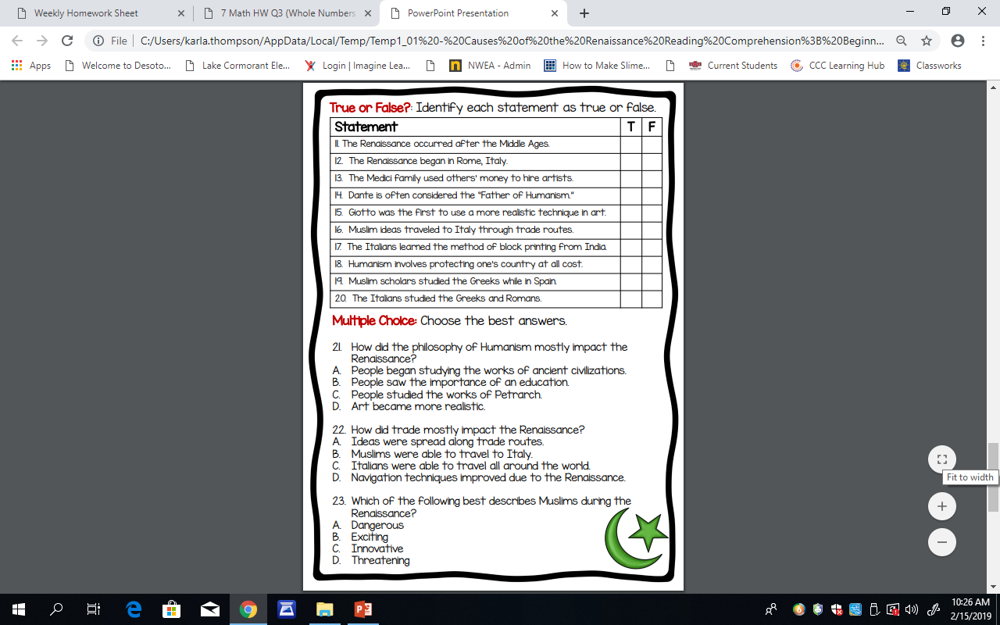 Weekly Homework Sheet
7 Math HW Q3 (Whole Numbers
PowerPoint Presentation
File
C:/Users/karla.thompson/AppData/Local/Temp/Temp1_01%20-%20Causes%20of%20the%20Renaissance%20Reading%20Comprehension%3B%20Beginn...
Apps
Welcome to Desoto...
Lake Cormorant Ele...
Login | Imagine Lea...
NWEA - Admin
How to Make Slime...
Current Students
CCC Learning Hub
Classworks
True or False?: Identify each statement as true or false.
Statement T F
11. The Renaissance occurred after the Middle Ages.
12. The Renaissance began in Rome, Italy.
13. The Medici family used others' money to hire artists.
14. Dante is often considered the "Father of Humanism."
15. Giotto was the first to use a more realistic technique in art.
16. Muslim ideas traveled to Italy through trade routes.
17. The Italians learned the method of block printing from India.
18. Humanism involves protecting one's country at all cost.
19. Muslim scholars studied the Greeks while in Spain.
20. The Italians studied the Greeks and Romans.
Multiple Choice: Choose the best answers.
21. How did the philosophy of Humanism mostly impact the
Renaissance?
A. People began studying the works of ancient civilizations.
B. People saw the importance of an education.
C. People studied the works of Petrarch.
D. Art became more realistic.
22. How did trade mostly impact the Renaissance?
A. Ideas were spread along trade routes.
B. Muslims were able to travel to Italy.
C. Italians were able to travel all around the world.
D. Navigation techniques improved due to the Renaissance.
23. Which of the following best describes Muslims during the
Renaissance?
A. Dangerous
B. Exciting
C. Innovative
D. Threatening
Fit to width
10:26 AM
2/15/2019